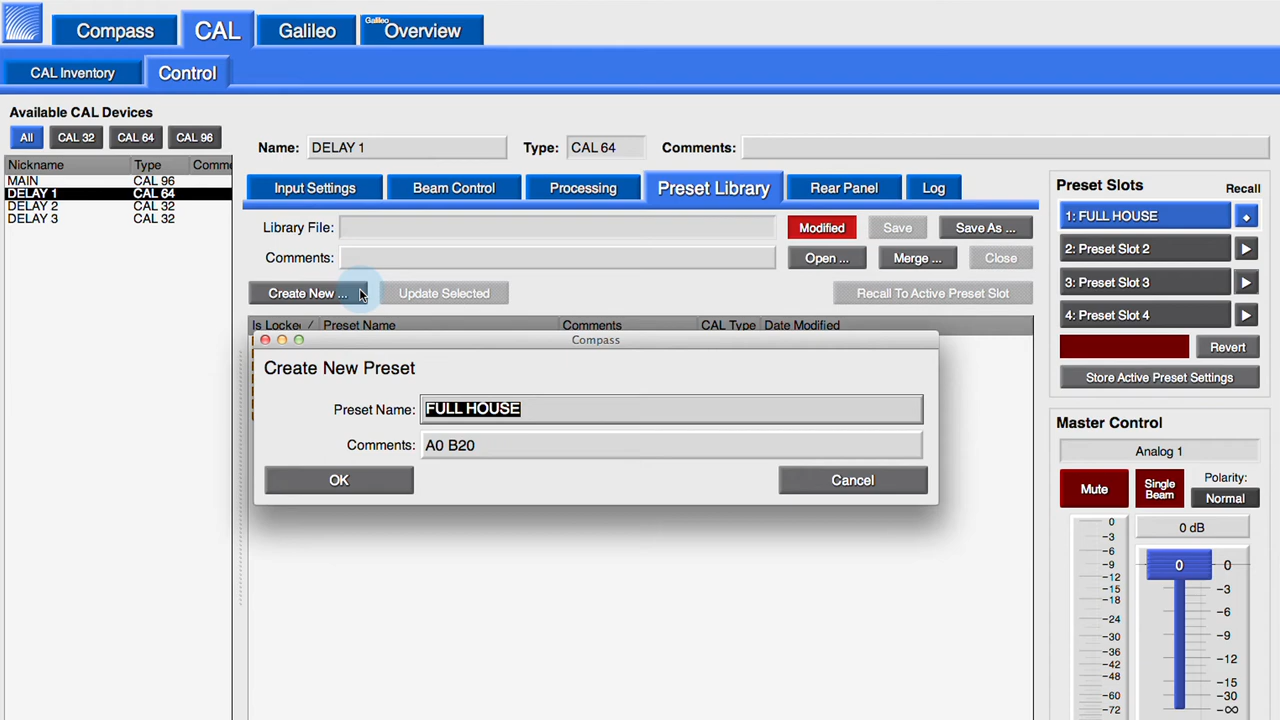 Compass CAL Galileo Galileo Overview
CAL Inventory Control
Available CAL Devices
All CAL 32 CAL 64 CAL 96
Nickname Type Comme
MAIN CAL 96
DELAY 1 CAL 64
DELAY 2 CAL 32
DELAY 3 CAL 32
Name: DELAY 1 Type: CAL 64 Comments:
Input Settings Beam Control Processing Preset Library Rear Panel Log
Library File: Modified Save Save As ...
Comments: Open ... Merge ... Close
Create New ... Update Selected Recall To Active Preset Slot
Is Locked / Preset Name Comments CAL Type Date Modified
Compass
Create New Preset
Preset Name: FULL HOUSE
Comments: A0 B20
OK Cancel
Preset Slots Recall
1: FULL HOUSE
2: Preset Slot 2
3: Preset Slot 3
4: Preset Slot 4
Revert
Store Active Preset Settings
Master Control
Analog 1
Mute Single Beam Polarity: Normal
0 dB
0
-3
-6
-9
-12
-15
-18
-24
-30
-36
-42
-48
-60
-72
0
0
-3
-6
-9
-12
-15
-30
-∞